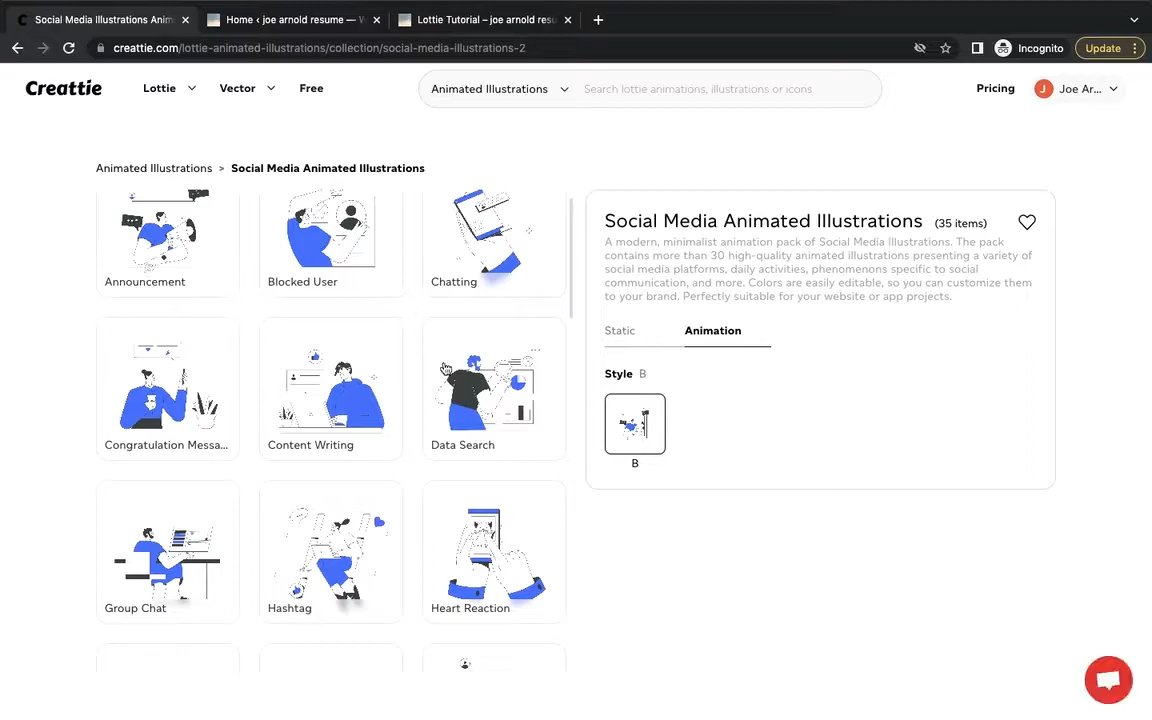 Social Media Illustrations Anim
Home ‹ joe arnold resume — W
Lottie Tutorial – joe arnold resu
creattie.com/lottie-animated-illustrations/collection/social-media-illustrations-2
Incognito
Update
Creattie
Lottie
Vector
Free
Animated Illustrations
Search lottie animations, illustrations or icons
Pricing
J
Joe Ar...
Animated Illustrations > Social Media Animated Illustrations
Announcement
Blocked User
Chatting
Congratulation Messa...
Content Writing
Data Search
Group Chat
Hashtag
Heart Reaction
Social Media Animated Illustrations (35 items)
A modern, minimalist animation pack of Social Media Illustrations. The pack
contains more than 30 high-quality animated illustrations presenting a variety of
social media platforms, daily activities, phenomenons specific to social
communication, and more. Colors are easily editable, so you can customize them
to your brand. Perfectly suitable for your website or app projects.
Static
Animation
Style B
B